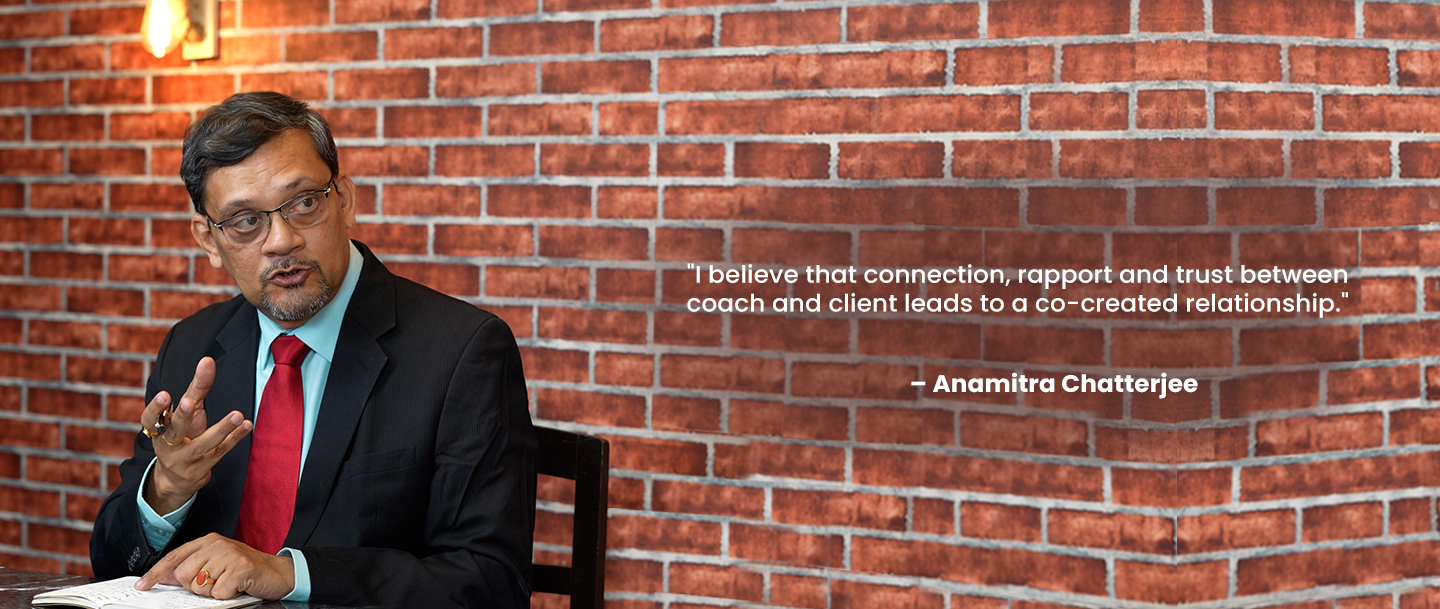 "I believe that connection, rapport and trust between
coach and client leads to a co-created relationship."
– Anamitra Chatterjee